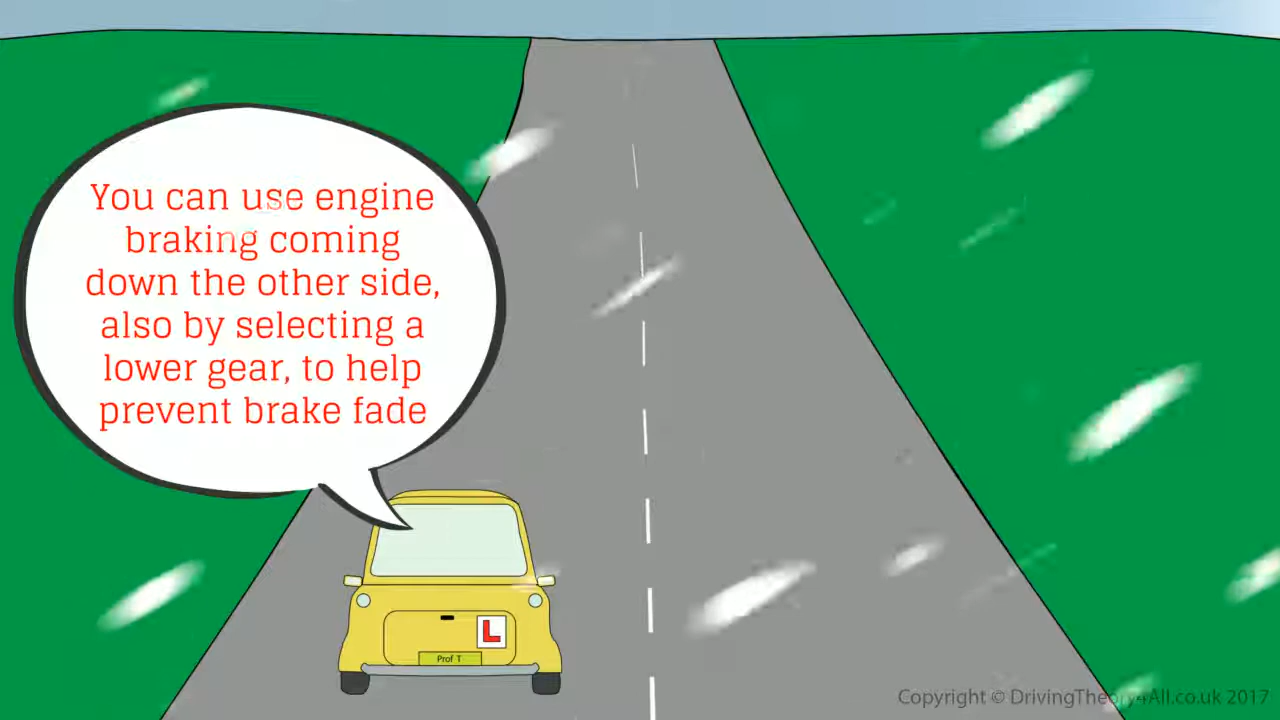 You can use engine
braking coming
down the other side,
also by selecting a
lower gear, to help
prevent brake fade
L
Prof T
Copyright © DrivingTheory4All.co.uk 2017